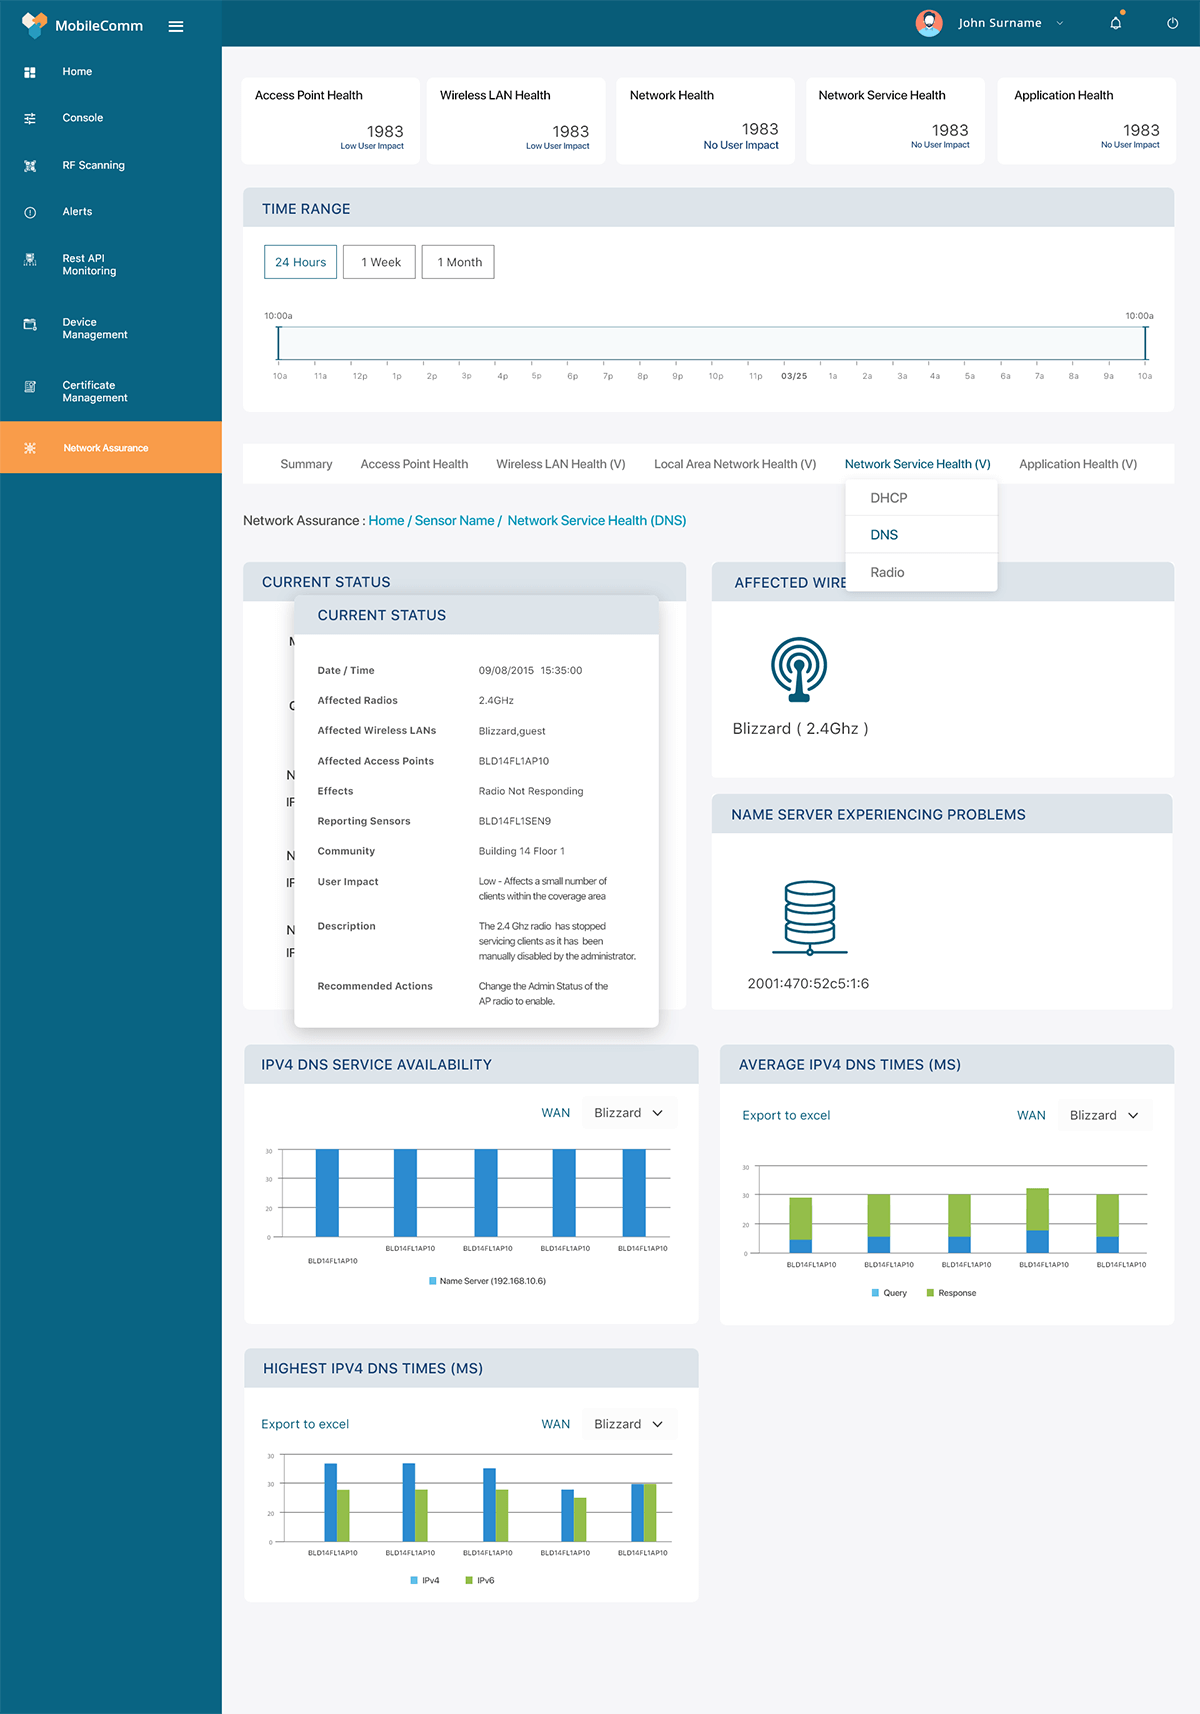 MobileComm
John Surname
Home
Console
RF Scanning
Alerts
Rest API
Monitoring
Device
Management
Certificate
Management
Network Assurance
Access Point Health
1983
Low User Impact
Wireless LAN Health
1983
Low User Impact
Network Health
1983
No User Impact
Network Service Health
1983
No User Impact
Application Health
1983
No User Impact
TIME RANGE
24 Hours 1 Week 1 Month
10:00a 10:00a
10a 11a 12p 1p 2p 3p 4p 5p 6p 7p 8p 9p 10p 11p 03/25 1a 2a 3a 4a 5a 6a 7a 8a 9a 10a
Summary Access Point Health Wireless LAN Health (V) Local Area Network Health (V) Network Service Health (V) Application Health (V)
DHCP
DNS
Radio
Network Assurance : Home / Sensor Name / Network Service Health (DNS)
CURRENT STATUS
CURRENT STATUS
Date / Time 09/08/2015 15:35:00
Affected Radios 2.4GHz
Affected Wireless LANs Blizzard,guest
Affected Access Points BLD14FL1AP10
Effects Radio Not Responding
Reporting Sensors BLD14FL1SEN9
Community Building 14 Floor 1
User Impact Low - Affects a small number of
clients within the coverage area
Description The 2.4 Ghz radio has stopped
servicing clients as it has been
manually disabled by the administrator.
Recommended Actions Change the Admin Status of the
AP radio to enable.
AFFECTED WIRE
Blizzard ( 2.4Ghz )
NAME SERVER EXPERIENCING PROBLEMS
2001:470:52c5:1:6
IPV4 DNS SERVICE AVAILABILITY
WAN Blizzard
30
30
20
0
BLD14FL1AP10 BLD14FL1AP10 BLD14FL1AP10 BLD14FL1AP10 BLD14FL1AP10
Name Server (192.168.10.6)
AVERAGE IPV4 DNS TIMES (MS)
Export to excel WAN Blizzard
30
30
20
0
BLD14FL1AP10 BLD14FL1AP10 BLD14FL1AP10 BLD14FL1AP10 BLD14FL1AP10
Query Response
HIGHEST IPV4 DNS TIMES (MS)
Export to excel WAN Blizzard
30
30
20
0
BLD14FL1AP10 BLD14FL1AP10 BLD14FL1AP10 BLD14FL1AP10 BLD14FL1AP10
IPv4 IPv6